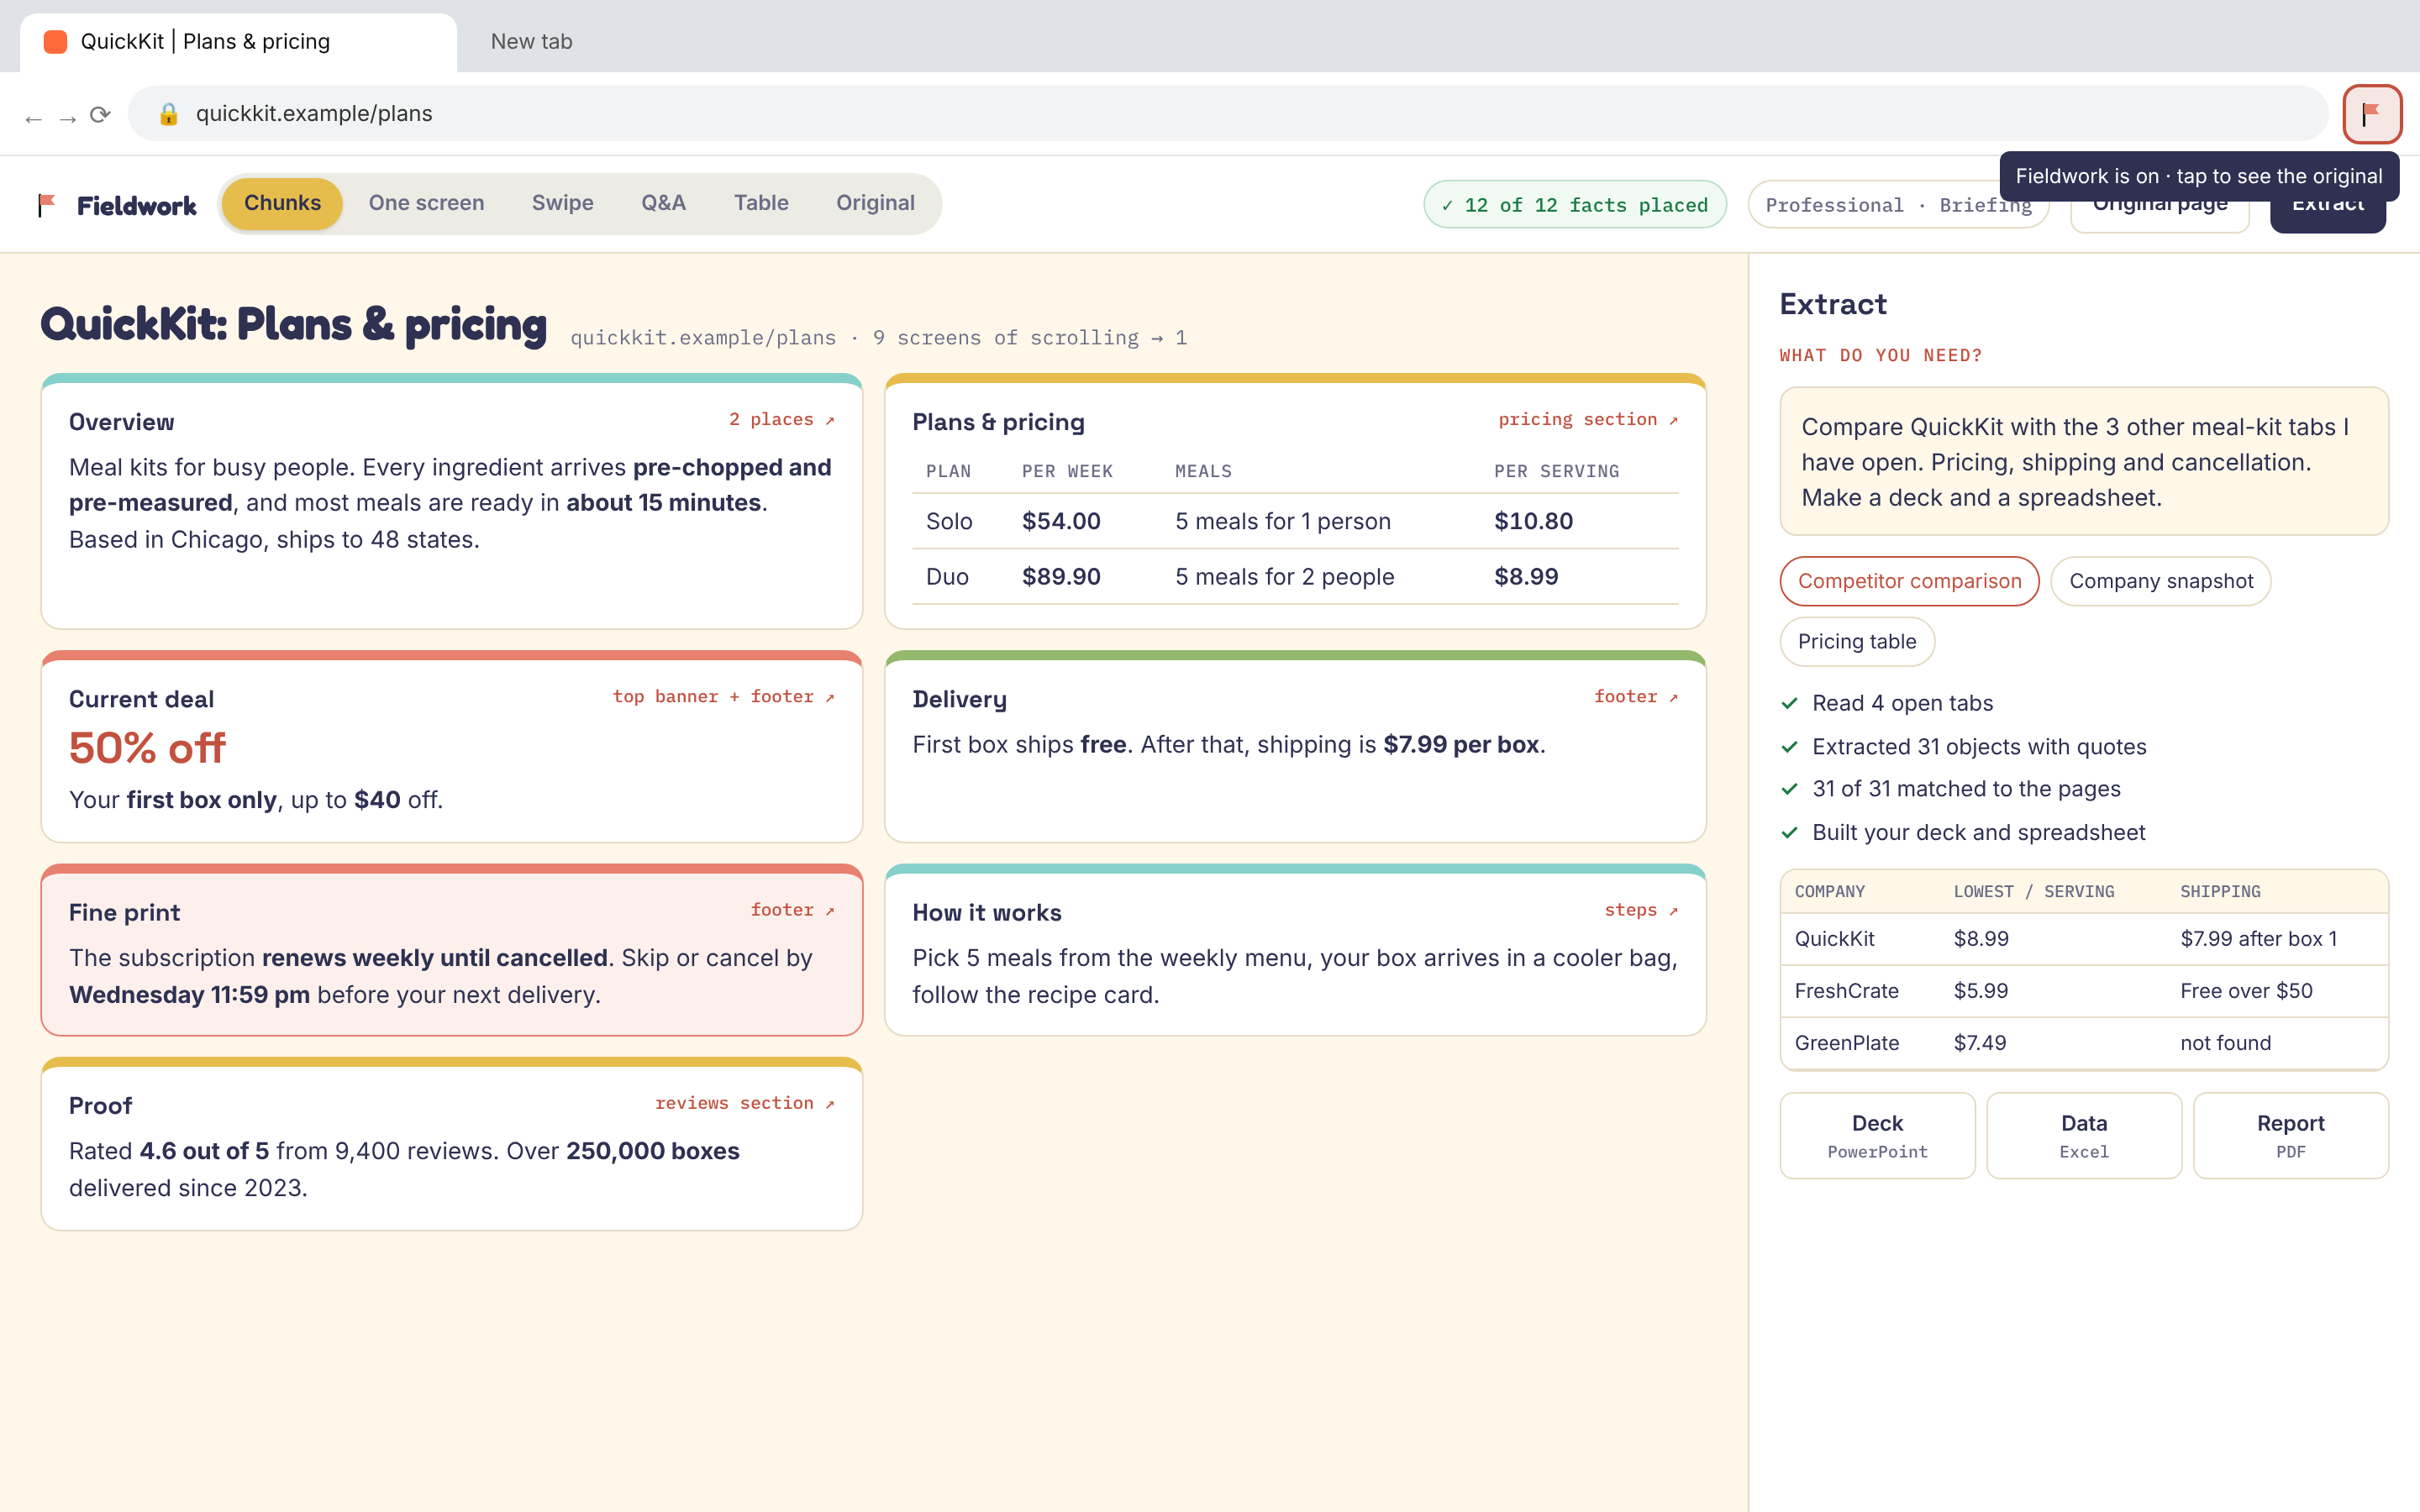 QuickKit | Plans & pricing
New tab
← → ⟳ 🔒 quickkit.example/plans
Fieldwork is on · tap to see the original
Fieldwork
Chunks
One screen
Swipe
Q&A
Table
Original
✓ 12 of 12 facts placed
Professional · Briefing
Original page
Extract
QuickKit: Plans & pricing
quickkit.example/plans · 9 screens of scrolling → 1
Overview
2 places ↗
Meal kits for busy people. Every ingredient arrives pre-chopped and
pre-measured, and most meals are ready in about 15 minutes.
Based in Chicago, ships to 48 states.
Plans & pricing
pricing section ↗
PLAN PER WEEK MEALS PER SERVING
Solo $54.00 5 meals for 1 person $10.80
Duo $89.90 5 meals for 2 people $8.99
Current deal
top banner + footer ↗
50% off
Your first box only, up to $40 off.
Delivery
footer ↗
First box ships free. After that, shipping is $7.99 per box.
Fine print
footer ↗
The subscription renews weekly until cancelled. Skip or cancel by
Wednesday 11:59 pm before your next delivery.
How it works
steps ↗
Pick 5 meals from the weekly menu, your box arrives in a cooler bag,
follow the recipe card.
Proof
reviews section ↗
Rated 4.6 out of 5 from 9,400 reviews. Over 250,000 boxes
delivered since 2023.
Extract
WHAT DO YOU NEED?
Compare QuickKit with the 3 other meal-kit tabs I
have open. Pricing, shipping and cancellation.
Make a deck and a spreadsheet.
Competitor comparison
Company snapshot
Pricing table
✓ Read 4 open tabs
✓ Extracted 31 objects with quotes
✓ 31 of 31 matched to the pages
✓ Built your deck and spreadsheet
COMPANY LOWEST / SERVING SHIPPING
QuickKit $8.99 $7.99 after box 1
FreshCrate $5.99 Free over $50
GreenPlate $7.49 not found
Deck
PowerPoint
Data
Excel
Report
PDF